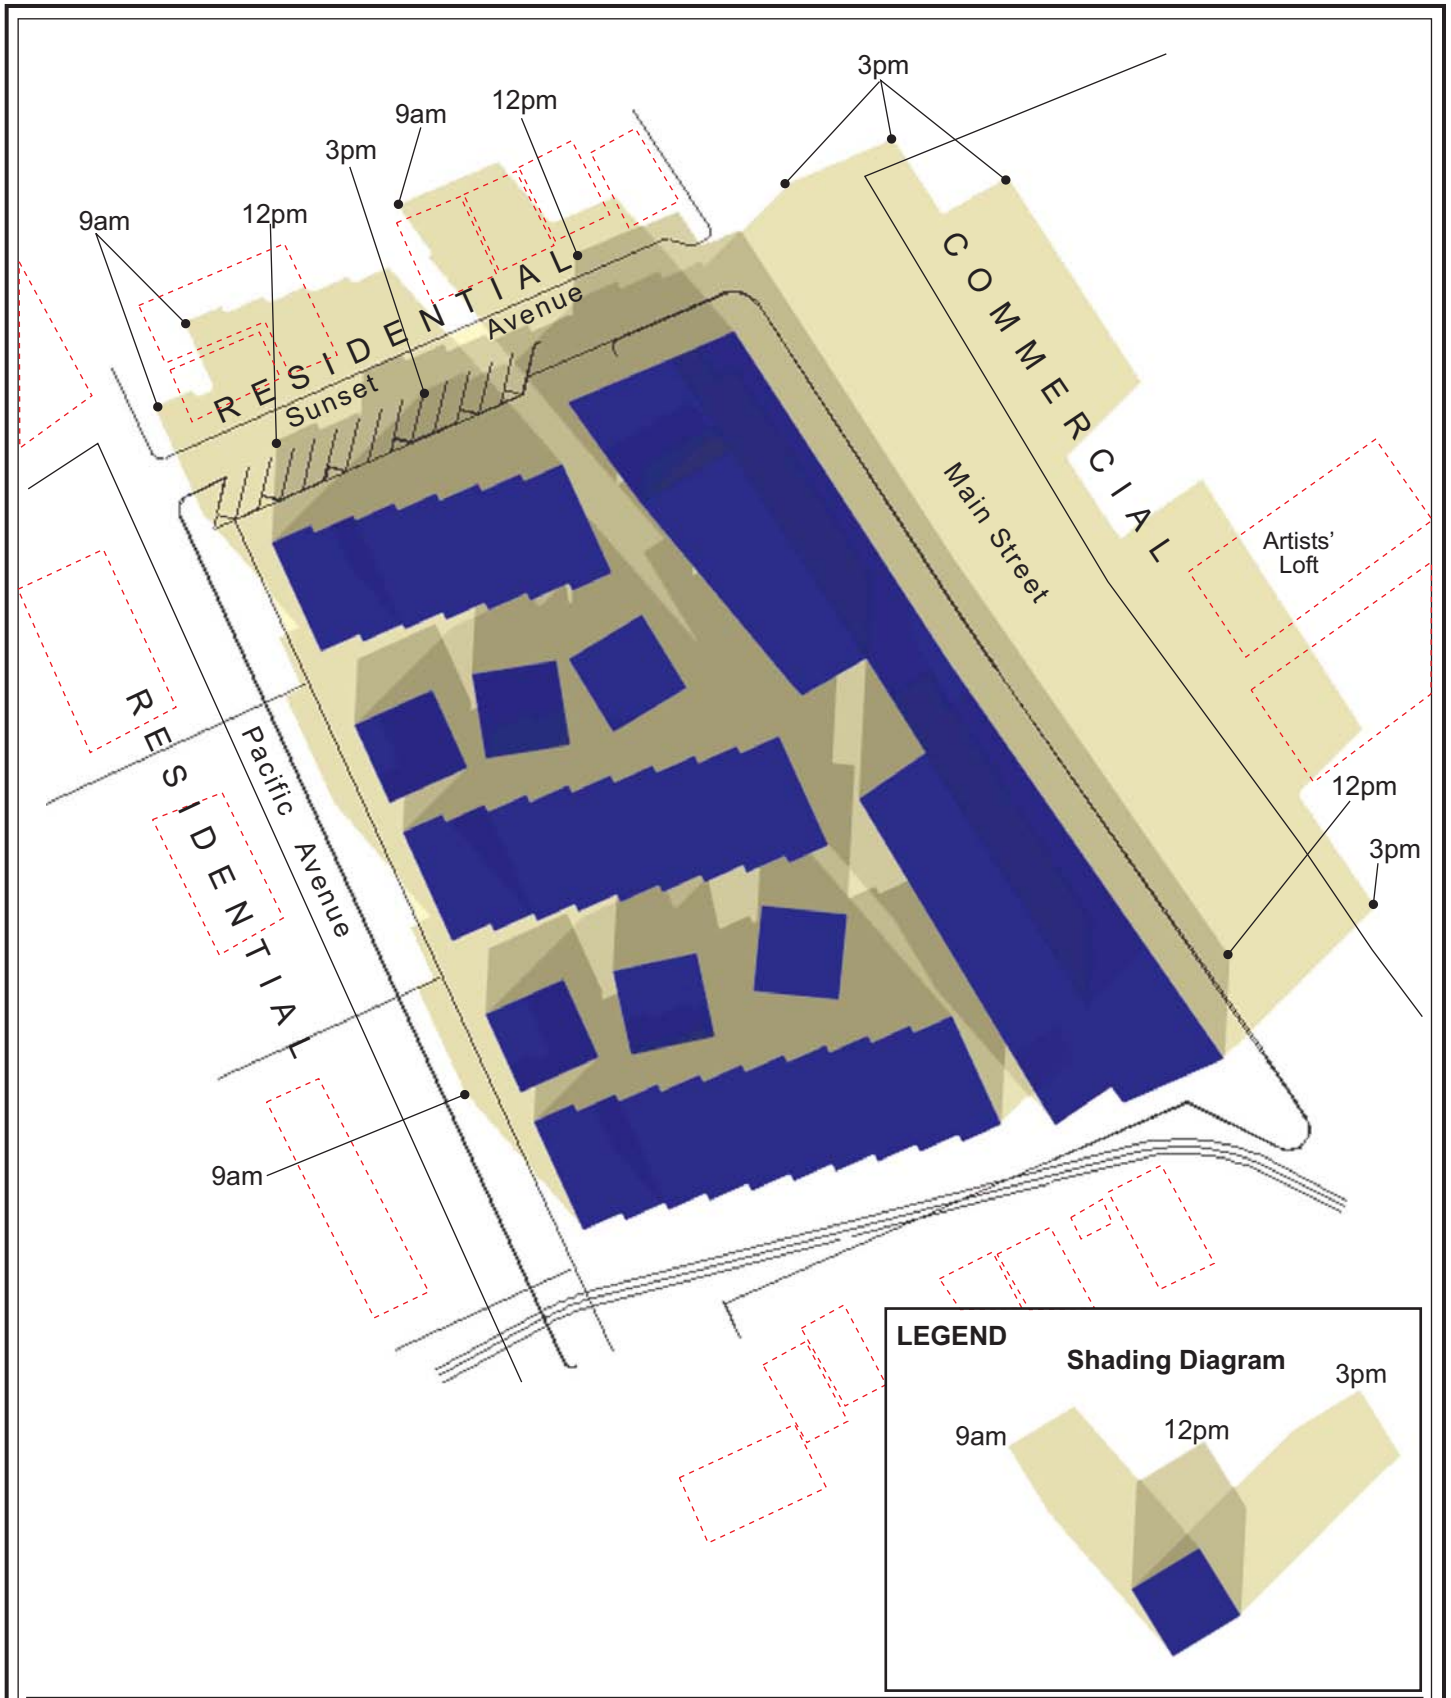 3pm
12pm
9am
3pm
9am
12pm
RESIDENTIAL
Sunset Avenue
COMMERCIAL
Main Street
Artists'
Loft
RESIDENTIAL
Pacific Avenue
12pm
3pm
9am
LEGEND
Shading Diagram
3pm
12pm
9am